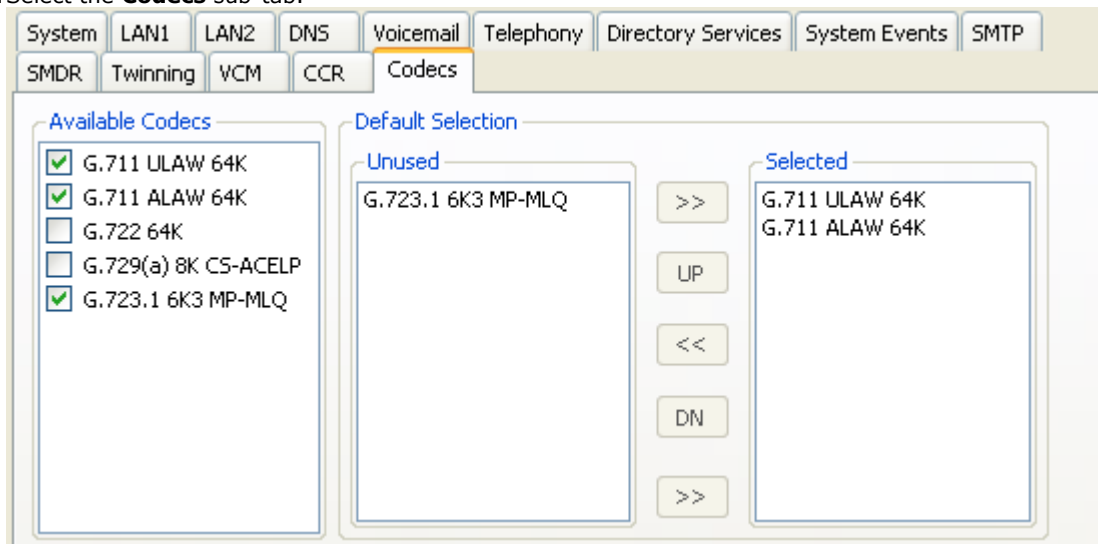 Select the Codecs sub-tab.
System LAN1 LAN2 DNS Voicemail Telephony Directory Services System Events SMTP
SMDR Twinning VCM CCR Codecs
Available Codecs
G.711 ULAW 64K
G.711 ALAW 64K
G.722 64K
G.729(a) 8K CS-ACELP
G.723.1 6K3 MP-MLQ
Default Selection
Unused
G.723.1 6K3 MP-MLQ
>>
UP
<<
DN
>>
Selected
G.711 ULAW 64K
G.711 ALAW 64K